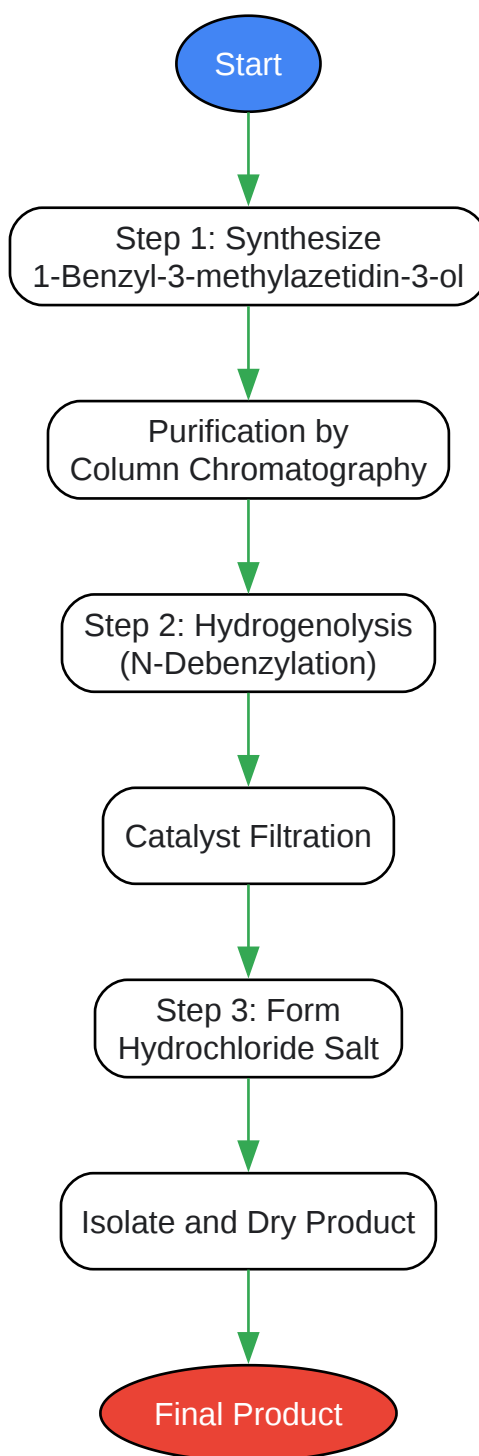 Start
Step 1: Synthesize
1-Benzyl-3-methylazetidin-3-ol
Purification by
Column Chromatography
Step 2: Hydrogenolysis
(N-Debenzylation)
Catalyst Filtration
Step 3: Form
Hydrochloride Salt
Isolate and Dry Product
Final Product